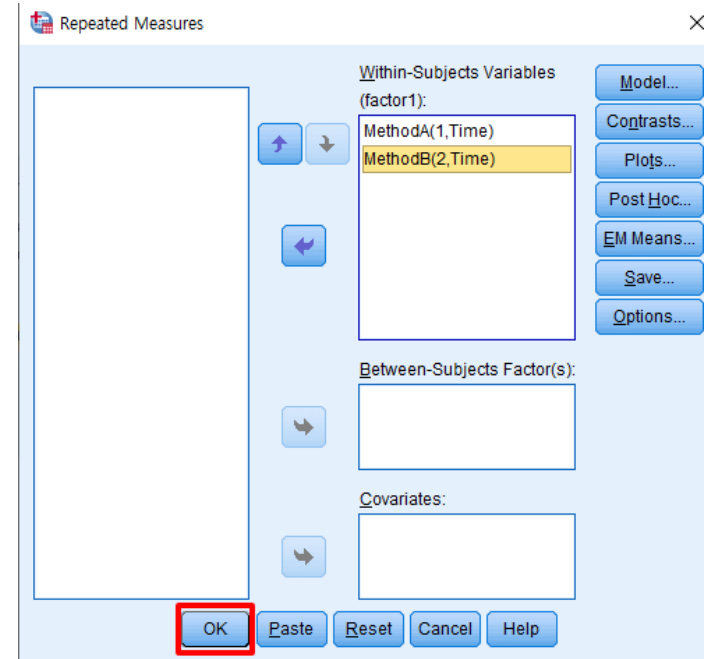 Repeated Measures
Within-Subjects Variables
(factor1):
MethodA(1,Time)
MethodB(2,Time)
Model...
Contrasts...
Plots...
Post Hoc...
EM Means...
Save...
Options...
Between-Subjects Factor(s):
Covariates:
OK Paste Reset Cancel Help